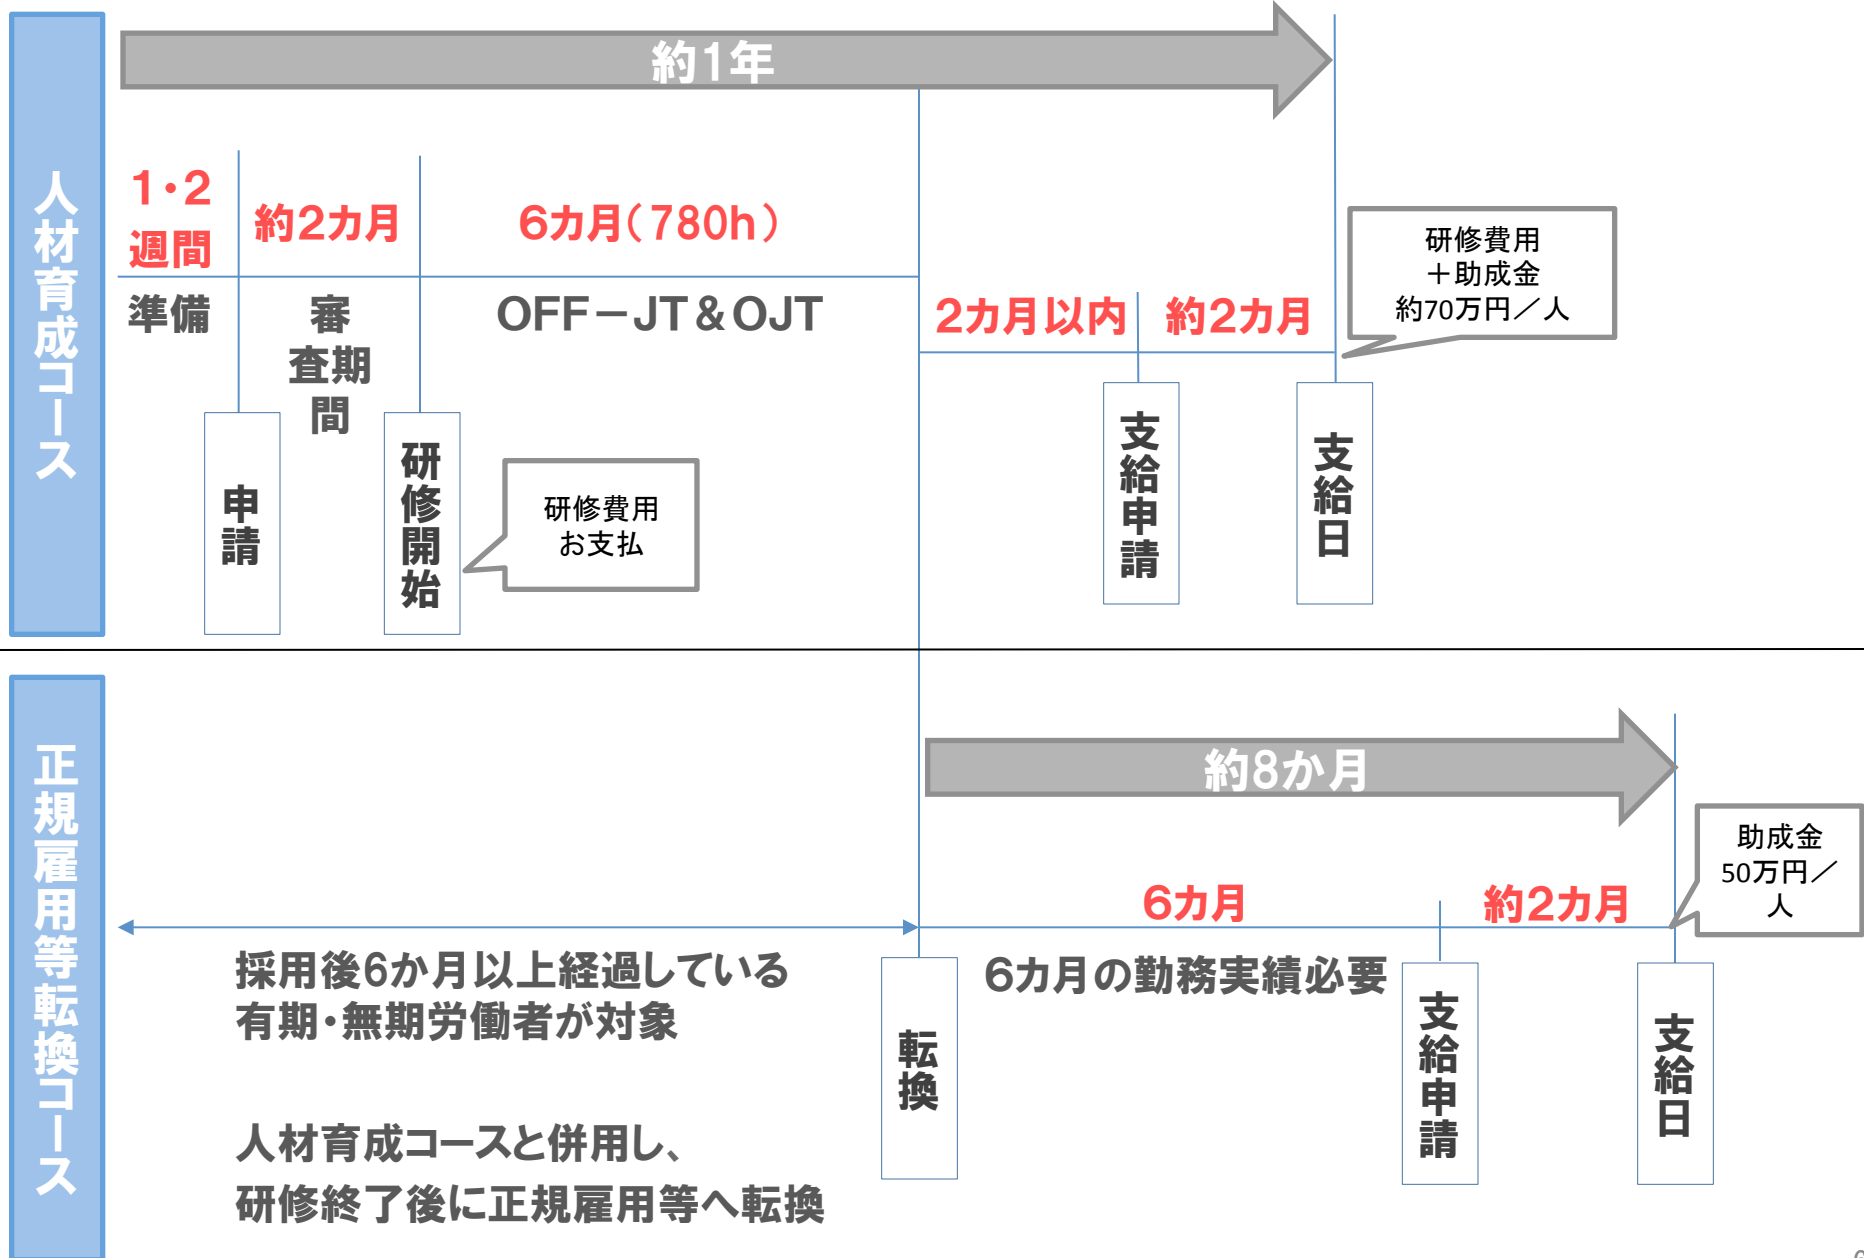 人材育成コース
約1年
1・2
週間
約2カ月
6カ月(780h)
準備
審
査期
間
OFF－JT＆OJT
2カ月以内
約2カ月
研修費用
＋助成金
約70万円／人
申請
研修開始
研修費用
お支払
支給申請
支給日
正規雇用等転換コース
約8か月
助成金
50万円／
人
6カ月
約2カ月
採用後6か月以上経過している
有期・無期労働者が対象
6カ月の勤務実績必要
人材育成コースと併用し、
研修終了後に正規雇用等へ転換
転換
支給申請
支給日